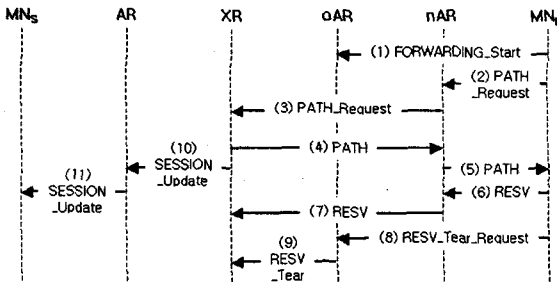 MNs AR XR oAR nAR MN
(1) FORWARDING_Start
(2) PATH
_Request
(3) PATH_Request
(10)
SESSION
_Update
(4) PATH
(11)
SESSION
_Update
(5) PATH
(6) RESV
(7) RESV
(8) RESV_Tear_Request
(9)
RESV
_Tear